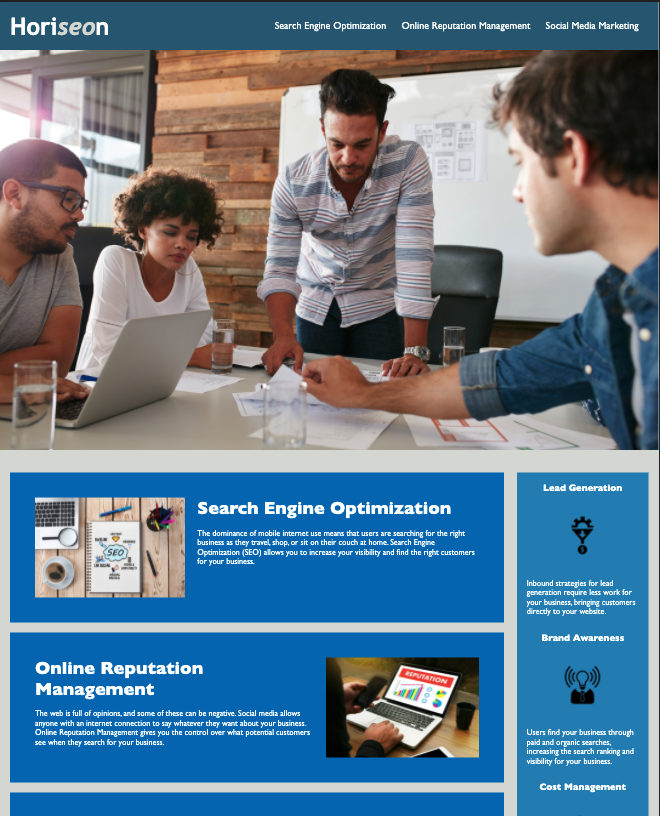 Horiseon
Search Engine Optimization
Online Reputation Management
Social Media Marketing
SEO
Search Engine Optimization
The dominance of mobile internet use means that users are searching for the right
business as they travel, shop, or sit on their couch at home. Search Engine
Optimization (SEO) allows you to increase your visibility and find the right customers
for your business.
Online Reputation
Management
The web is full of opinions, and some of these can be negative. Social media allows
anyone with an internet connection to say whatever they want about your business.
Online Reputation Management gives you the control over what potential customers
see when they search for your business.
REPUTATION
Lead Generation
Inbound strategies for lead
generation require less work for
your business, bringing customers
directly to your website.
Brand Awareness
Users find your business through
paid and organic searches,
increasing the search ranking and
visibility for your business.
Cost Management